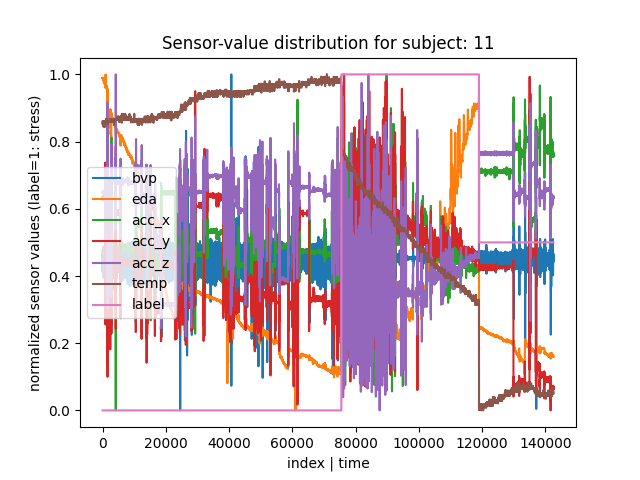 Sensor-value distribution for subject: 11
normalized sensor values (label=1: stress)
1.0
0.8
0.6
0.4
0.2
0.0
bvp
eda
acc_x
acc_y
acc_z
temp
label
0 20000 40000 60000 80000 100000 120000 140000
index | time